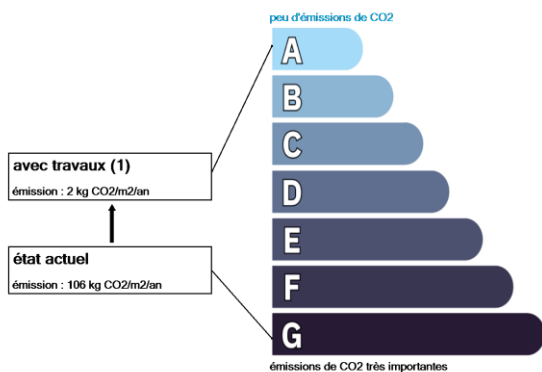 peu d'émissions de CO2
A
B
C
avec travaux (1)
émission : 2 kg CO2/m2/an
D
E
état actuel
émission : 106 kg CO2/m2/an
F
G
émissions de CO2 très importantes